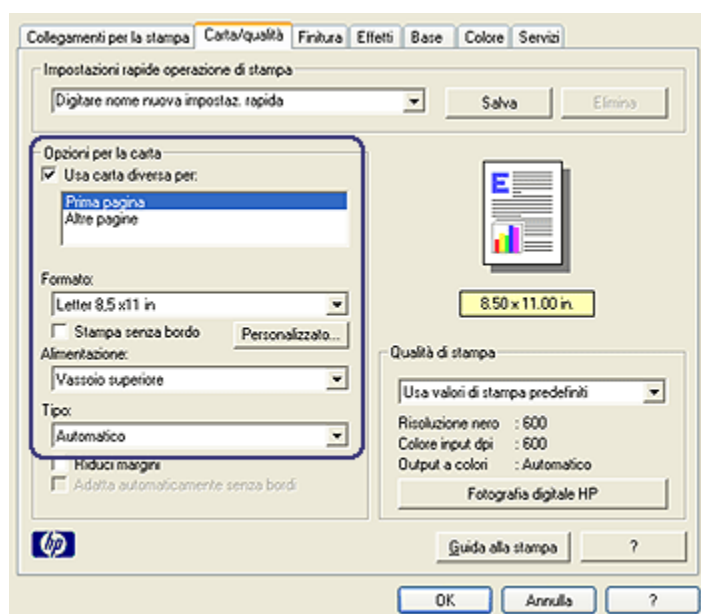 Collegamenti per la stampa Carta/qualità Finitura Effetti Base Colore Servizi
Impostazioni rapide operazione di stampa
Digitare nome nuova impostaz. rapida Salva Elimina
Opzioni per la carta
Usa carta diversa per:
Prima pagina
Altre pagine
E
Formato:
Letter 8,5 x11 in
8.50 x 11.00 in.
Stampa senza bordo Personalizzato...
Alimentazione:
Vassoio superiore
Tipo:
Automatico
Riduci margini
Adatta automaticamente senza bordi
Qualità di stampa
Usa valori di stampa predefiniti
Risoluzione nero : 600
Colore input dpi : 600
Output a colori : Automatico
Fotografia digitale HP
hp
Guida alla stampa ?
OK Annulla ?